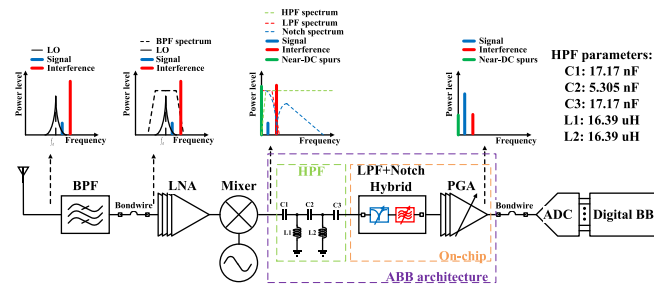 LO
Signal
Interference
Power level
f₀
Frequency
BPF spectrum
LO
Signal
Interference
Power level
f₀
Frequency
HPF spectrum
LPF spectrum
Notch spectrum
Signal
Interference
Near-DC spurs
Power level
Frequency
Signal
Interference
Near-DC spurs
Power level
Frequency
HPF parameters:
C1: 17.17 nF
C2: 5.305 nF
C3: 17.17 nF
L1: 16.39 uH
L2: 16.39 uH
BPF
Bondwire
LNA
Mixer
HPF
C1
C2
C3
L1
L2
LPF+Notch
Hybrid
PGA
On-chip
ABB architecture
Bondwire
ADC
Digital BB